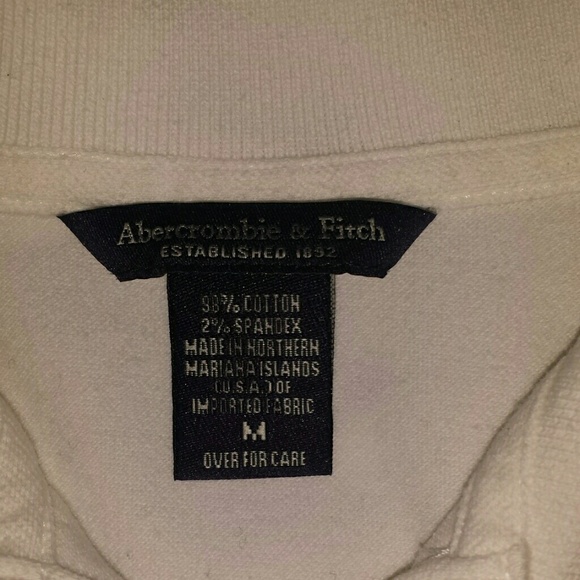 Abercrombie & Fitch
ESTABLISHED 1892
98% COTTON
2% SPANDEX
MADE IN NORTHERN
MARIANA ISLANDS
(U.S.A.) OF
IMPORTED FABRIC
M
OVER FOR CARE